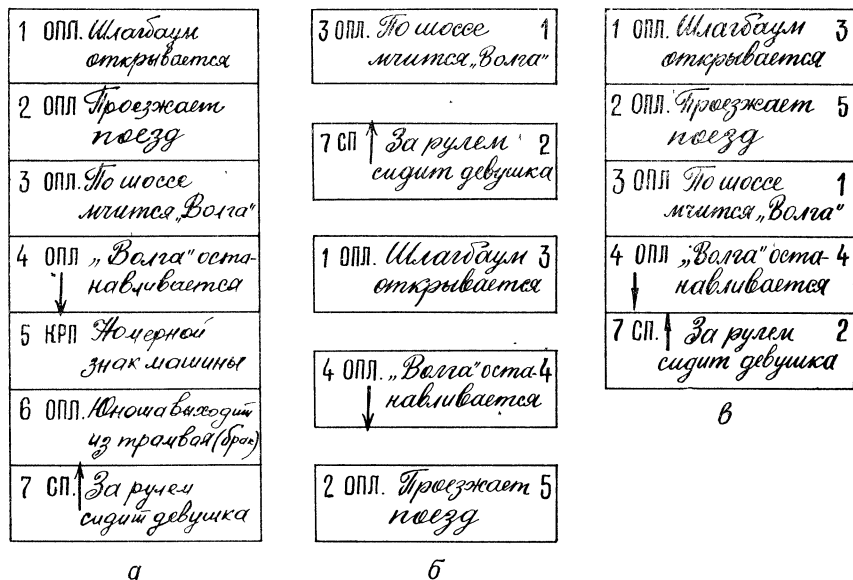 1 ОПЛ. Шлагбаум
открывается
2 ОПЛ Проезжает
поезд
3 ОПЛ. По шоссе
мчится „Волга"
4 ОПЛ „Волга" оста-
навливается
5 КРП Номерной
знак машины
6 ОПЛ. Юноша выходит
из трамвая (брак)
7 СП. За рулем
сидит девушка
а
3 ОПЛ. По шоссе 1
мчится „Волга"
7 СП За рулем 2
сидит девушка
1 ОПЛ. Шлагбаум 3
открывается
4 ОПЛ. „Волга" оста- 4
навливается
2 ОПЛ. Проезжает 5
поезд
б
1 ОПЛ. Шлагбаум 3
открывается
2 ОПЛ. Проезжает 5
поезд
3 ОПЛ По шоссе 1
мчится „Волга"
4 ОПЛ „Волга" оста- 4
навливается
7 СП. За рулем 2
сидит девушка
в